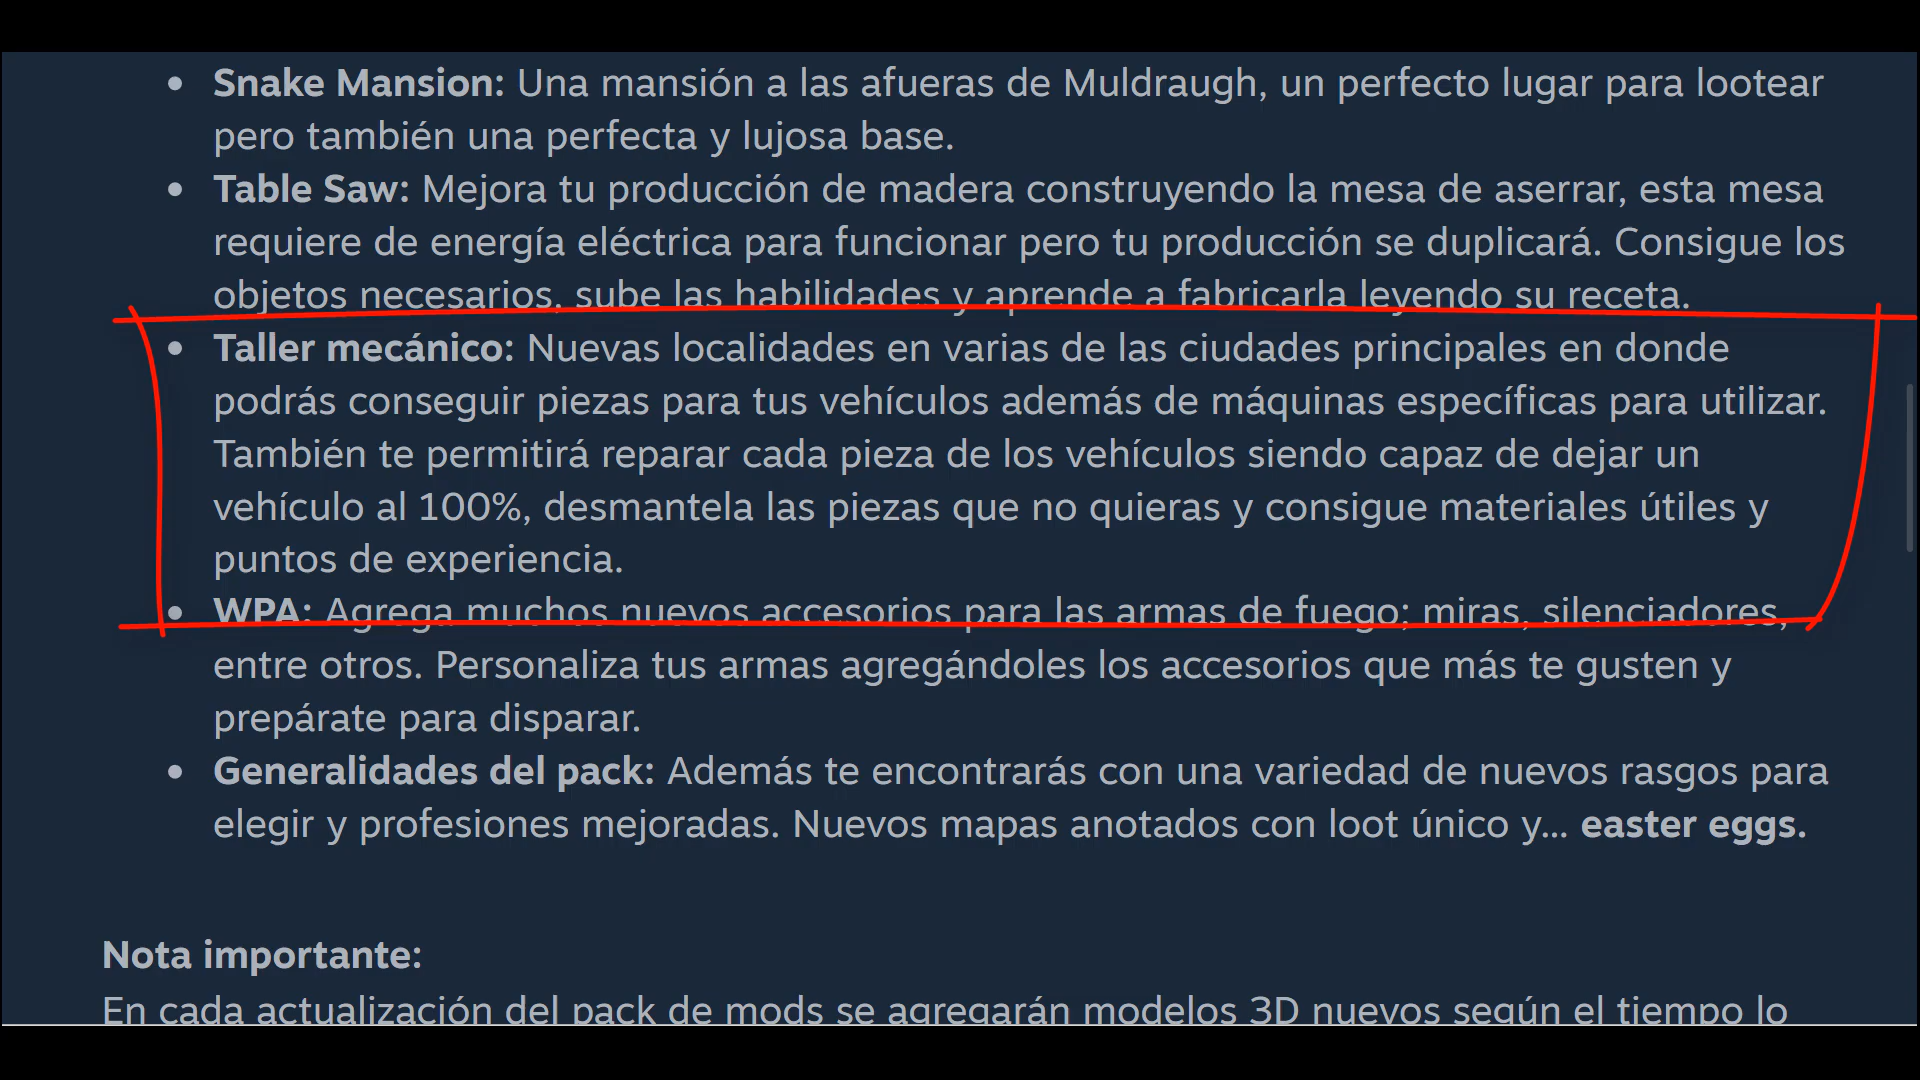 Snake Mansion: Una mansión a las afueras de Muldraugh, un perfecto lugar para lootear
pero también una perfecta y lujosa base.
Table Saw: Mejora tu producción de madera construyendo la mesa de aserrar, esta mesa
requiere de energía eléctrica para funcionar pero tu producción se duplicará. Consigue los
objetos necesarios, sube las habilidades y aprende a fabricarla leyendo su receta.
Taller mecánico: Nuevas localidades en varias de las ciudades principales en donde
podrás conseguir piezas para tus vehículos además de máquinas específicas para utilizar.
También te permitirá reparar cada pieza de los vehículos siendo capaz de dejar un
vehículo al 100%, desmantela las piezas que no quieras y consigue materiales útiles y
puntos de experiencia.
WPA: Agrega muchos nuevos accesorios para las armas de fuego; miras, silenciadores,
entre otros. Personaliza tus armas agregándoles los accesorios que más te gusten y
prepárate para disparar.
Generalidades del pack: Además te encontrarás con una variedad de nuevos rasgos para
elegir y profesiones mejoradas. Nuevos mapas anotados con loot único y... easter eggs.
Nota importante:
En cada actualización del pack de mods se agregarán modelos 3D nuevos según el tiempo lo